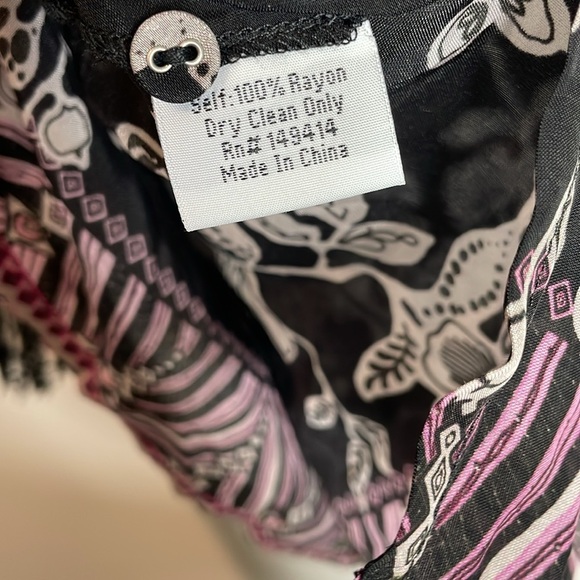 Self:100% Rayon
Dry Clean Only
Rn# 149414
Made In China